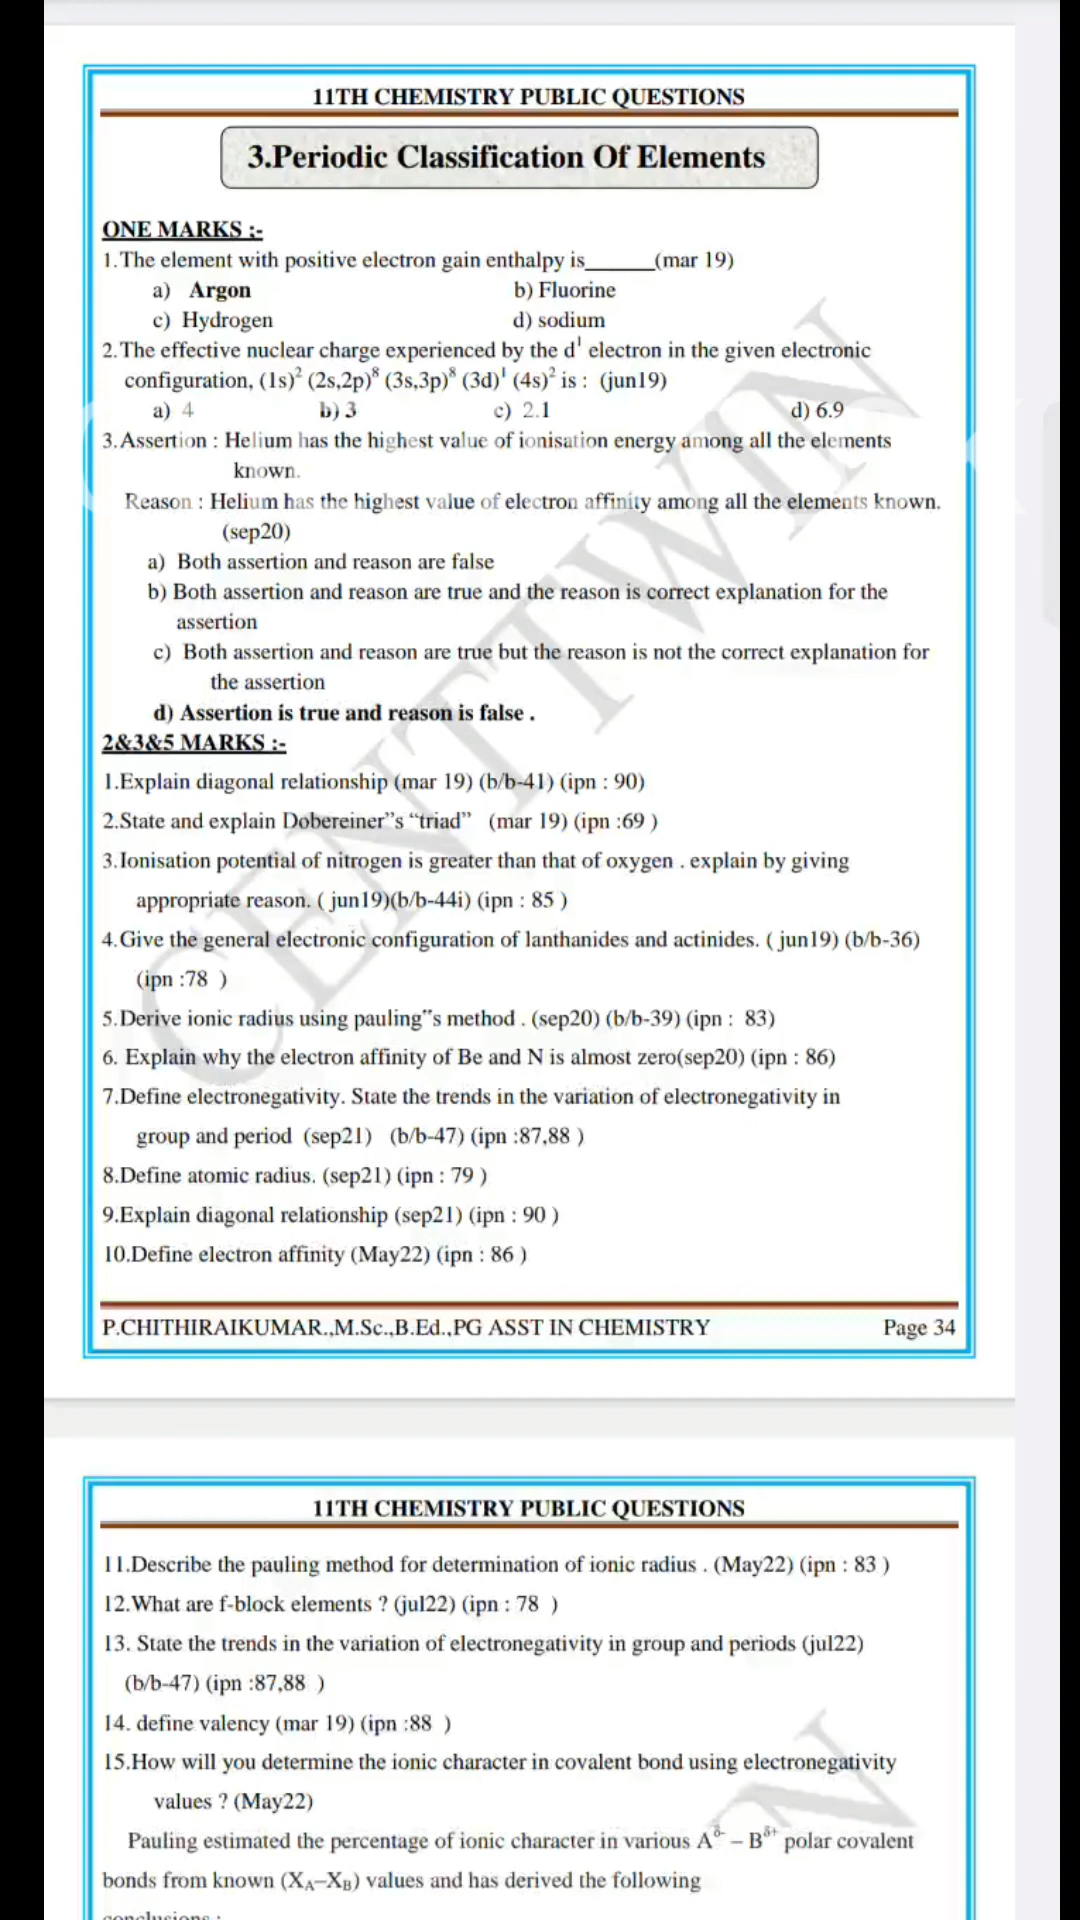 11TH CHEMISTRY PUBLIC QUESTIONS
3.Periodic Classification Of Elements
ONE MARKS :-
1.The element with positive electron gain enthalpy is______(mar 19)
a) Argon b) Fluorine
c) Hydrogen d) sodium
2.The effective nuclear charge experienced by the d¹ electron in the given electronic
configuration, (1s)² (2s,2p)⁸ (3s,3p)⁸ (3d)¹ (4s)² is : (jun19)
a) 4 b) 3 c) 2.1 d) 6.9
3.Assertion : Helium has the highest value of ionisation energy among all the elements
known.
Reason : Helium has the highest value of electron affinity among all the elements known.
(sep20)
a) Both assertion and reason are false
b) Both assertion and reason are true and the reason is correct explanation for the
assertion
c) Both assertion and reason are true but the reason is not the correct explanation for
the assertion
d) Assertion is true and reason is false .
2&3&5 MARKS :-
1.Explain diagonal relationship (mar 19) (b/b-41) (ipn : 90)
2.State and explain Dobereiner"s “triad” (mar 19) (ipn :69 )
3.Ionisation potential of nitrogen is greater than that of oxygen . explain by giving
appropriate reason. ( jun19)(b/b-44i) (ipn : 85 )
4.Give the general electronic configuration of lanthanides and actinides. ( jun19) (b/b-36)
(ipn :78 )
5.Derive ionic radius using pauling"s method . (sep20) (b/b-39) (ipn : 83)
6. Explain why the electron affinity of Be and N is almost zero(sep20) (ipn : 86)
7.Define electronegativity. State the trends in the variation of electronegativity in
group and period (sep21) (b/b-47) (ipn :87,88 )
8.Define atomic radius. (sep21) (ipn : 79 )
9.Explain diagonal relationship (sep21) (ipn : 90 )
10.Define electron affinity (May22) (ipn : 86 )
P.CHITHIRAIKUMAR.,M.Sc.,B.Ed.,PG ASST IN CHEMISTRY Page 34
CENTTWIN
11TH CHEMISTRY PUBLIC QUESTIONS
11.Describe the pauling method for determination of ionic radius . (May22) (ipn : 83 )
12.What are f-block elements ? (jul22) (ipn : 78 )
13. State the trends in the variation of electronegativity in group and periods (jul22)
(b/b-47) (ipn :87,88 )
14. define valency (mar 19) (ipn :88 )
15.How will you determine the ionic character in covalent bond using electronegativity
values ? (May22)
Pauling estimated the percentage of ionic character in various A^δ- – B^δ+ polar covalent
bonds from known (X_A–X_B) values and has derived the following
conclusions :
N